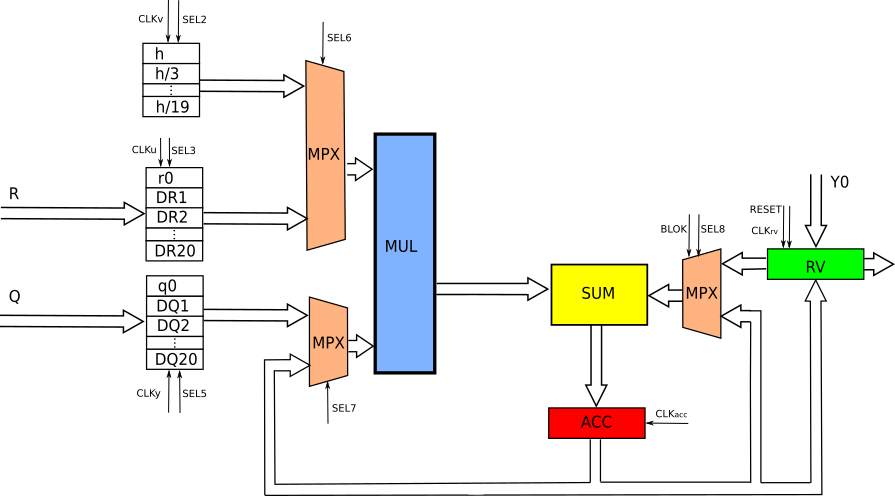 CLKv
SEL2
h
h/3
⋮
h/19
SEL6
MPX
CLKu
SEL3
R
r0
DR1
DR2
⋮
DR20
MUL
Q
q0
DQ1
DQ2
⋮
DQ20
CLKy
SEL5
MPX
SEL7
SUM
ACC
CLKacc
BLOK
SEL8
MPX
RESET
CLKrv
Y0
RV